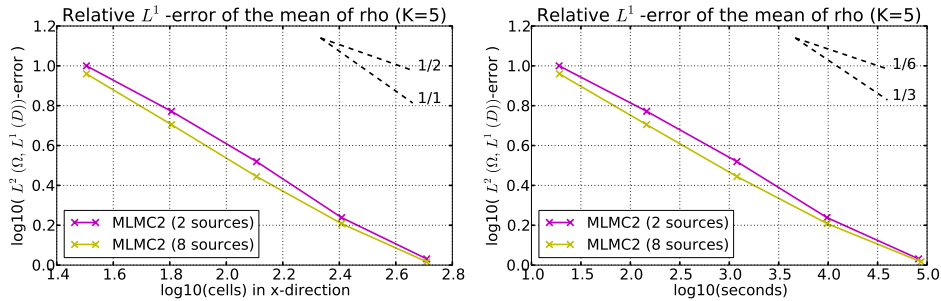 Relative L¹ -error of the mean of rho (K=5)
log10( L² (Ω, L¹ (D))-error
1.2
1.0
0.8
0.6
0.4
0.2
0.0
1/2
1/1
MLMC2 (2 sources)
MLMC2 (8 sources)
1.4 1.6 1.8 2.0 2.2 2.4 2.6 2.8
log10(cells) in x-direction
Relative L¹ -error of the mean of rho (K=5)
log10( L² (Ω, L¹ (D))-error
1.2
1.0
0.8
0.6
0.4
0.2
0.0
1/6
1/3
MLMC2 (2 sources)
MLMC2 (8 sources)
1.0 1.5 2.0 2.5 3.0 3.5 4.0 4.5 5.0
log10(seconds)